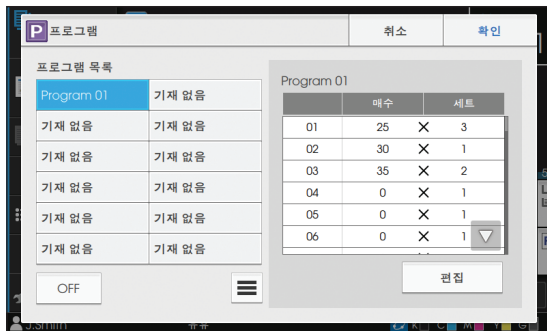 P 프로그램 취소 확인
프로그램 목록
Program 01 기재 없음
기재 없음 기재 없음
기재 없음 기재 없음
기재 없음 기재 없음
기재 없음 기재 없음
기재 없음 기재 없음
OFF
Program 01
매수 세트
01 25 X 3
02 30 X 1
03 35 X 2
04 0 X 1
05 0 X 1
06 0 X 1
편집
J.Smith K C M Y G